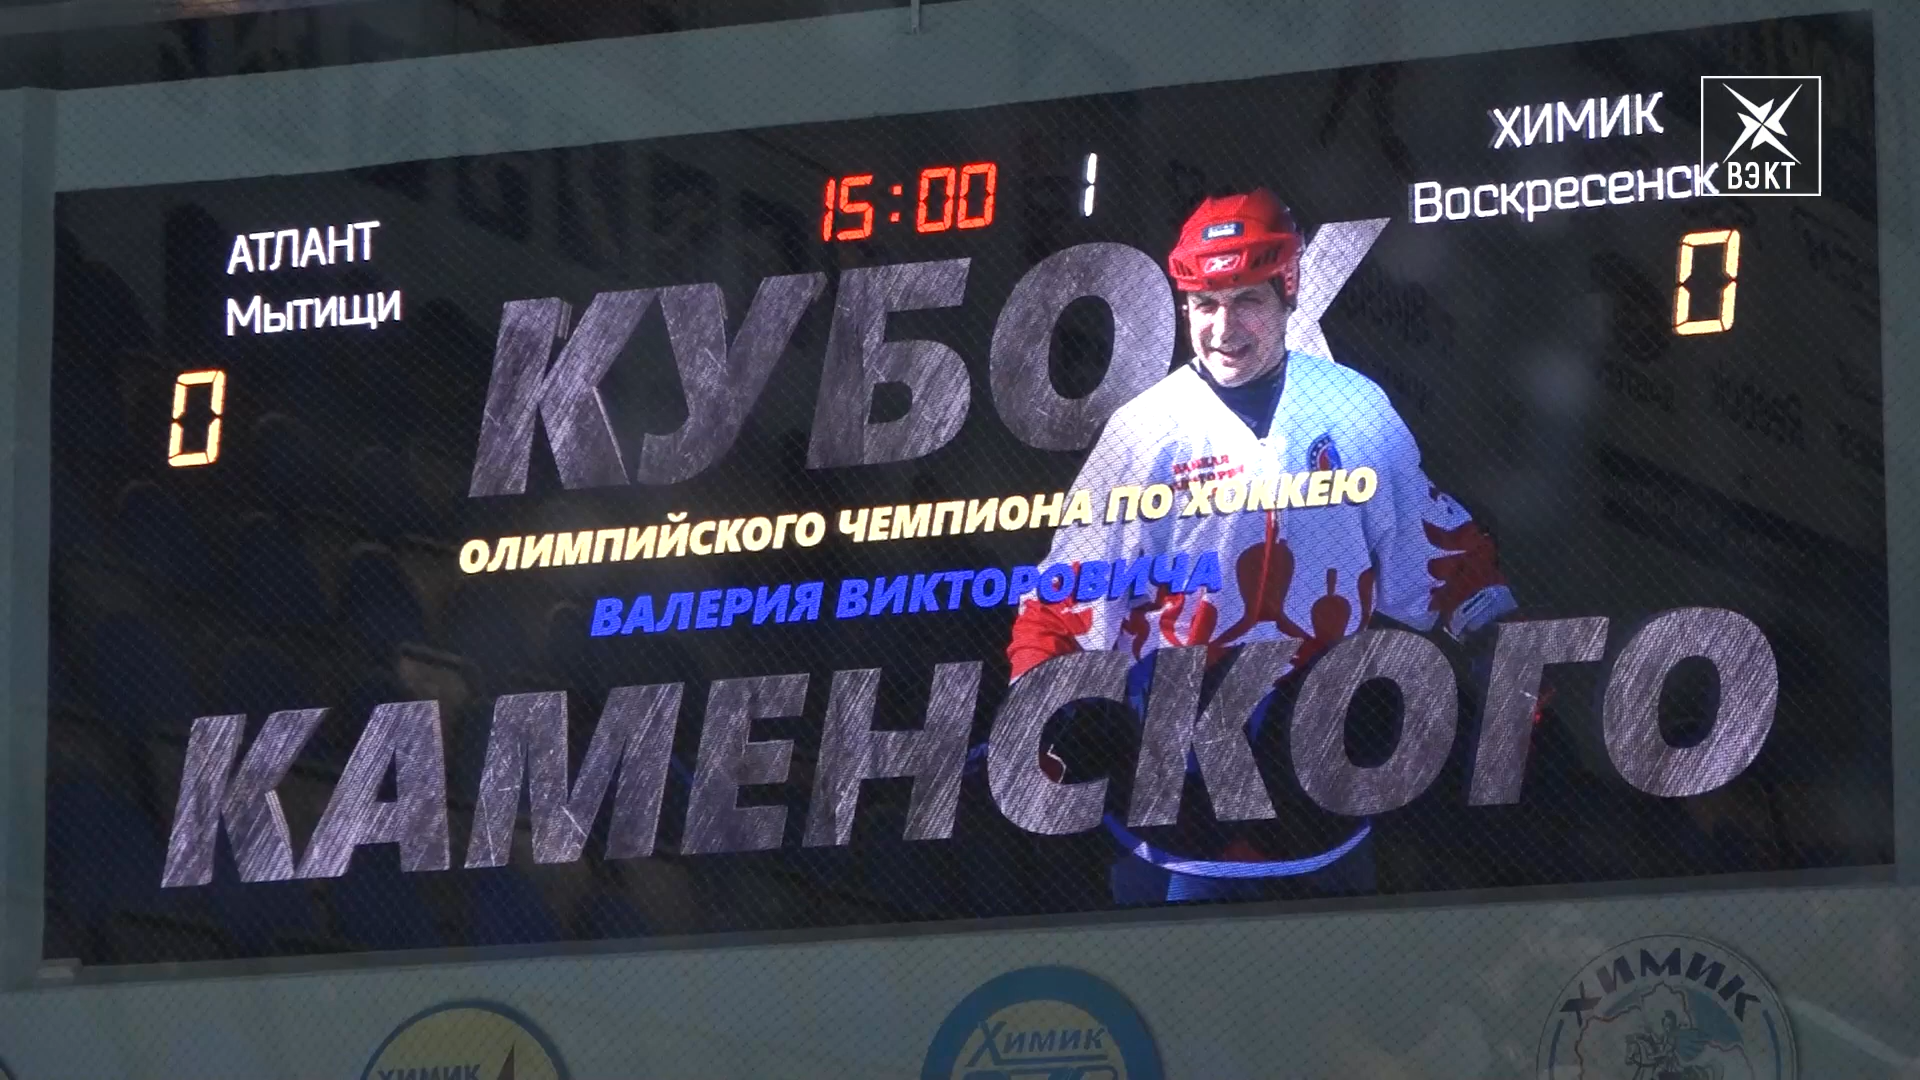 ВЭКТ
ХИМИК
Воскресенск
0
15:00
1
АТЛАНТ
Мытищи
0
КУБОК
ОЛИМПИЙСКОГО ЧЕМПИОНА ПО ХОККЕЮ
ВАЛЕРИЯ ВИКТОРОВИЧА
КАМЕНСКОГО
ХИМИК
ХИМИК
ХИМИК